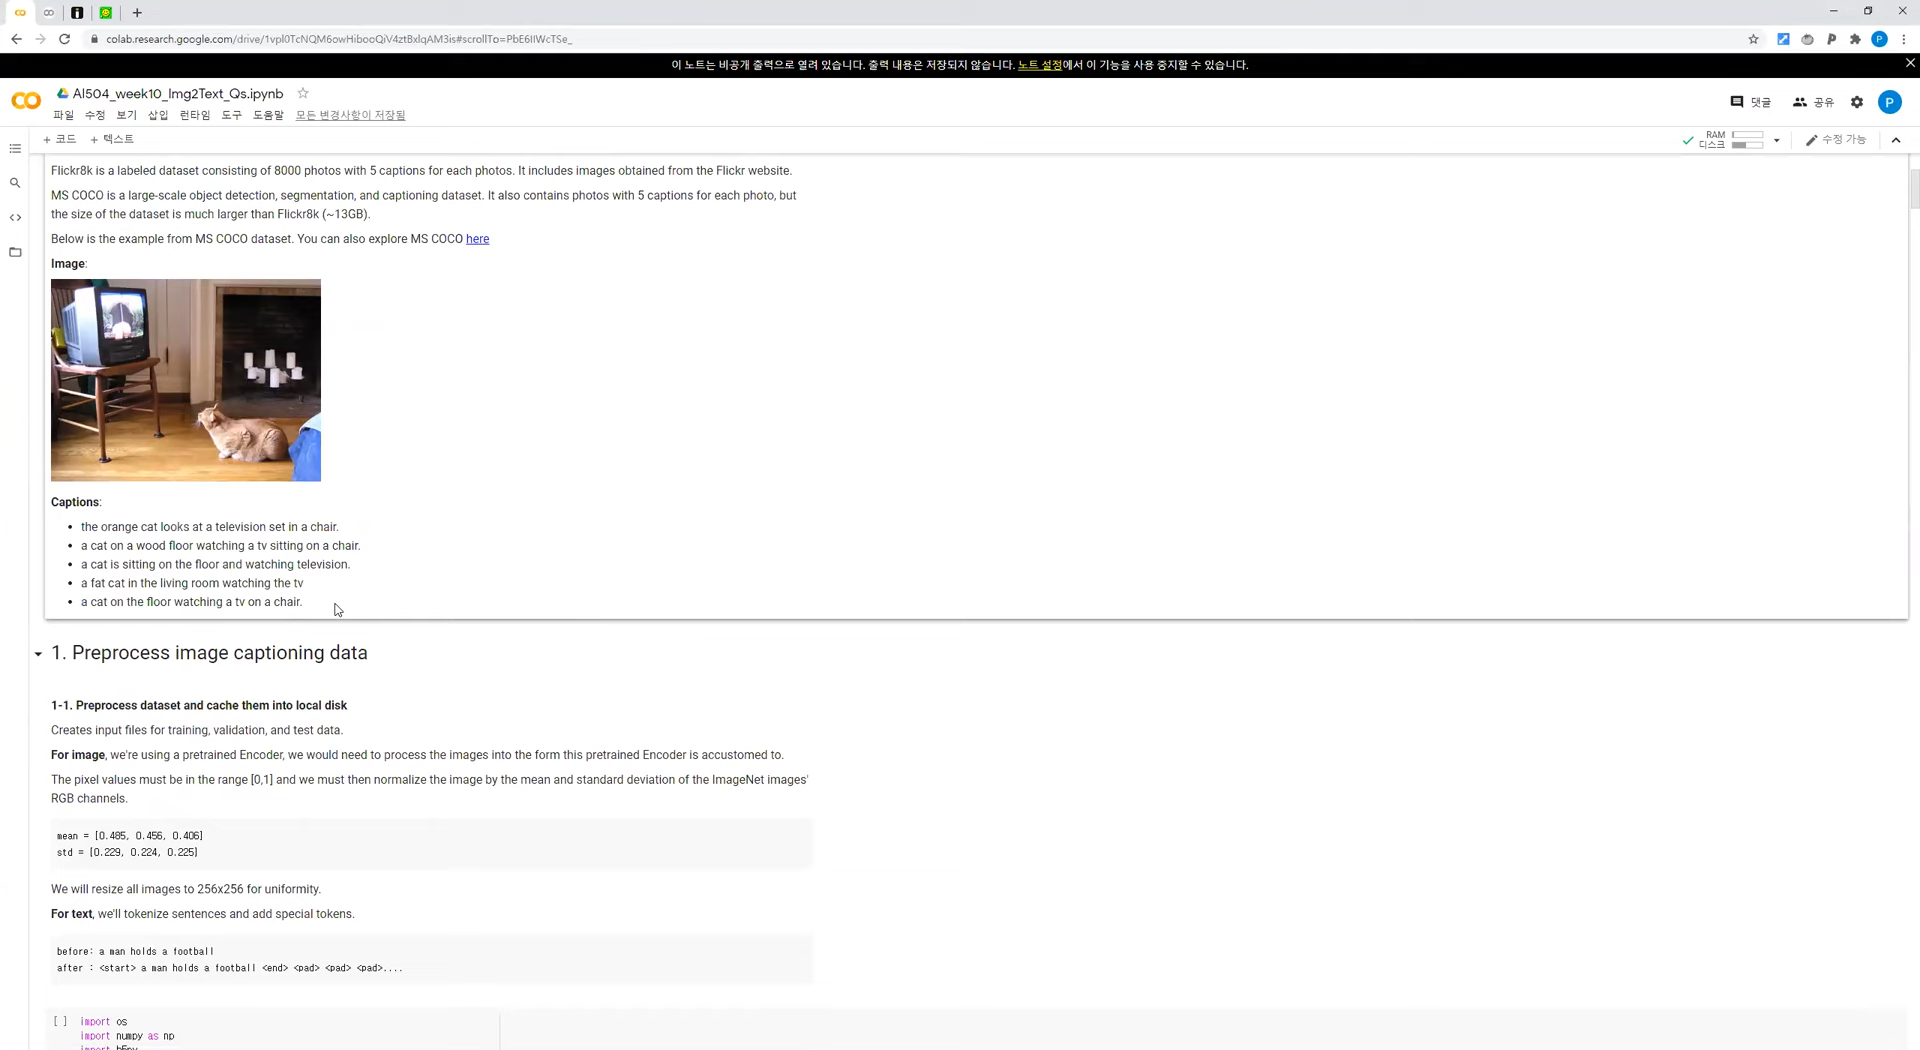 colab.research.google.com/drive/1vpl0TcNQM6owHibooQiV4ztBxlqAM3is#scrollTo=PbE6IIWcTSe_
이 노트는 비공개 출력으로 열려 있습니다. 출력 내용은 저장되지 않습니다. 노트 설정에서 이 기능을 사용 중지할 수 있습니다.
AI504_week10_Img2Text_Qs.ipynb
댓글 공유 P
파일 수정 보기 삽입 런타임 도구 도움말 모든 변경사항이 저장됨
+ 코드 + 텍스트
RAM
디스크
수정 가능
Flickr8k is a labeled dataset consisting of 8000 photos with 5 captions for each photos. It includes images obtained from the Flickr website.
MS COCO is a large-scale object detection, segmentation, and captioning dataset. It also contains photos with 5 captions for each photo, but
the size of the dataset is much larger than Flickr8k (~13GB).
Below is the example from MS COCO dataset. You can also explore MS COCO here
Image:
Captions:
• the orange cat looks at a television set in a chair.
• a cat on a wood floor watching a tv sitting on a chair.
• a cat is sitting on the floor and watching television.
• a fat cat in the living room watching the tv
• a cat on the floor watching a tv on a chair.
1. Preprocess image captioning data
1-1. Preprocess dataset and cache them into local disk
Creates input files for training, validation, and test data.
For image, we're using a pretrained Encoder, we would need to process the images into the form this pretrained Encoder is accustomed to.
The pixel values must be in the range [0,1] and we must then normalize the image by the mean and standard deviation of the ImageNet images'
RGB channels.
mean = [0.485, 0.456, 0.406]
std = [0.229, 0.224, 0.225]
We will resize all images to 256x256 for uniformity.
For text, we'll tokenize sentences and add special tokens.
before: a man holds a football
after : <start> a man holds a football <end> <pad> <pad> <pad>....
[ ] import os
import numpy as np
import